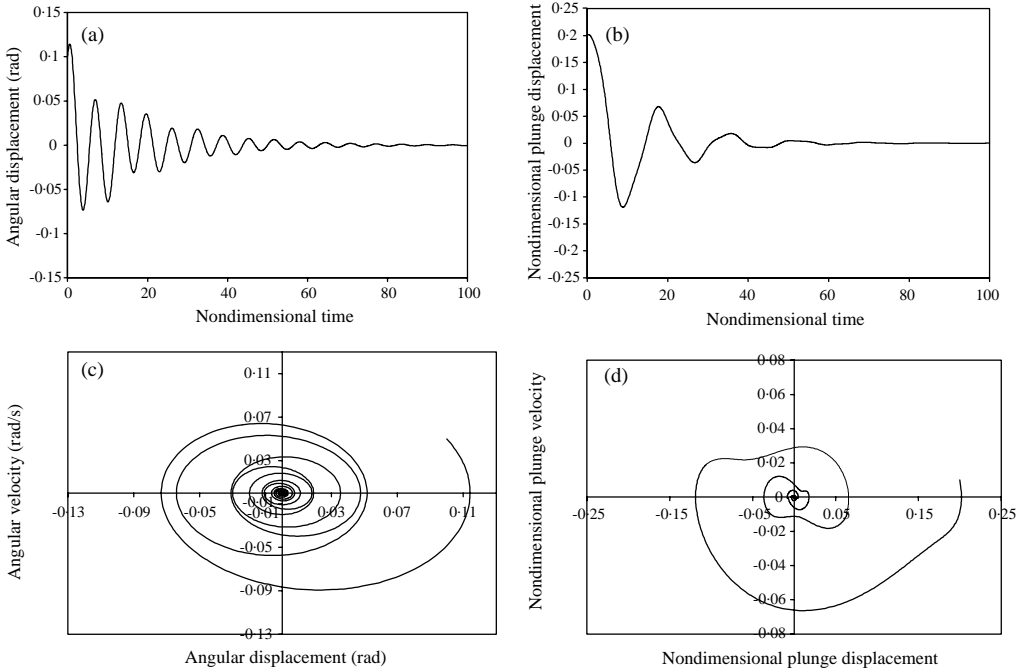 (a)
Angular displacement (rad)
0·15
0·1
0·05
0
-0·05
-0·1
-0·15
0 20 40 60 80 100
Nondimensional time
(b)
Nondimensional plunge displacement
0·25
0·2
0·15
0·1
0·05
0
-0·05
-0·1
-0·15
-0·2
-0·25
0 20 40 60 80 100
Nondimensional time
(c)
Angular velocity (rad/s)
0·11
0·07
0·03
-0·01
-0·05
-0·09
-0·13
-0·13 -0·09 -0·05 -0·01 0·03 0·07 0·11
Angular displacement (rad)
(d)
Nondimensional plunge velocity
0·08
0·06
0·04
0·02
0
-0·02
-0·04
-0·06
-0·08
-0·25 -0·15 -0·05 0·05 0·15 0·25
Nondimensional plunge displacement